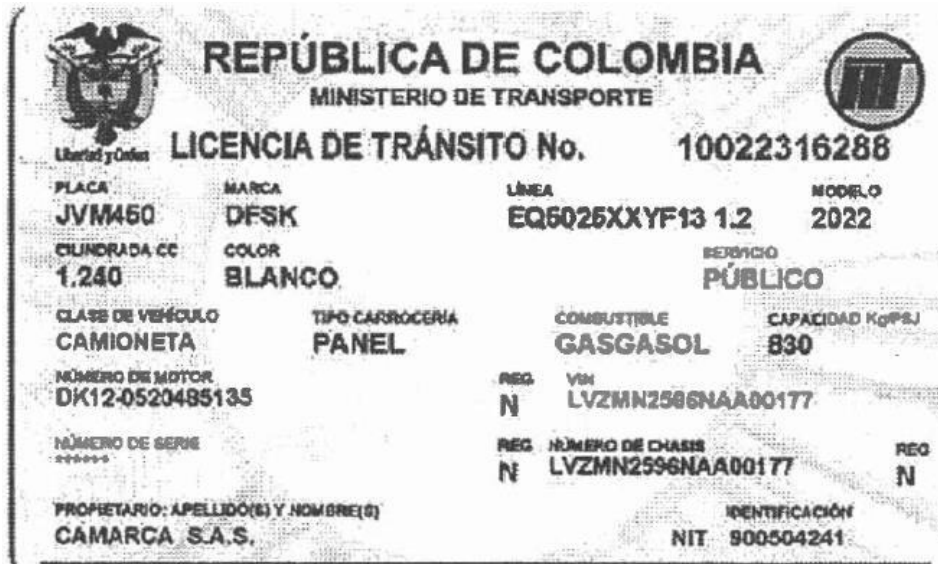 REPÚBLICA DE COLOMBIA
MINISTERIO DE TRANSPORTE
Libertad y Orden
LICENCIA DE TRÁNSITO No. 10022316288
PLACA MARCA LÍNEA MODELO
JVM450 DFSK EQ5025XXYF13 1.2 2022
CILINDRADA CC COLOR SERVICIO
1.240 BLANCO PÚBLICO
CLASE DE VEHÍCULO TIPO CARROCERÍA COMBUSTIBLE CAPACIDAD Kg/PSJ
CAMIONETA PANEL GASGASOL 830
NÚMERO DE MOTOR REG VIN
DK12-0520485135 N LVZMN2596NAA00177
NÚMERO DE SERIE REG NÚMERO DE CHASIS REG
****** N LVZMN2596NAA00177 N
PROPIETARIO: APELLIDO(S) Y NOMBRE(S) IDENTIFICACIÓN
CAMARCA S.A.S. NIT 900504241